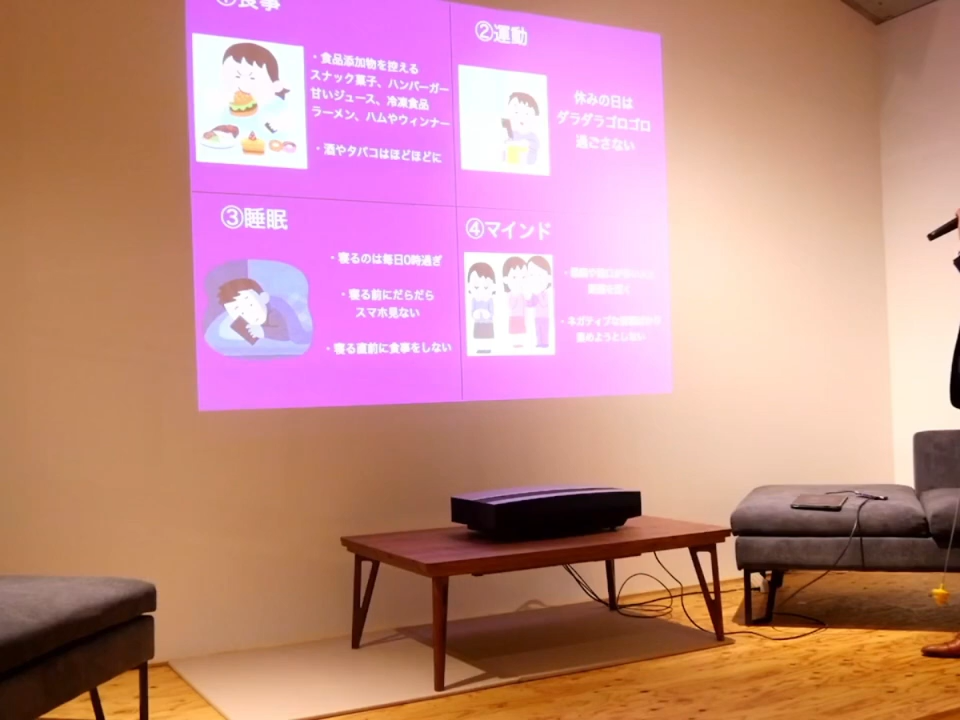 ①食事
・食品添加物を控える
スナック菓子、ハンバーガー
甘いジュース、冷凍食品
ラーメン、ハムやウィンナー
・酒やタバコはほどほどに
②運動
休みの日は
ダラダラゴロゴロ
過ごさない
③睡眠
・寝るのは毎日0時過ぎ
・寝る前にだらだら
スマホ見ない
・寝る直前に食事をしない
④マインド
・ネガティブな